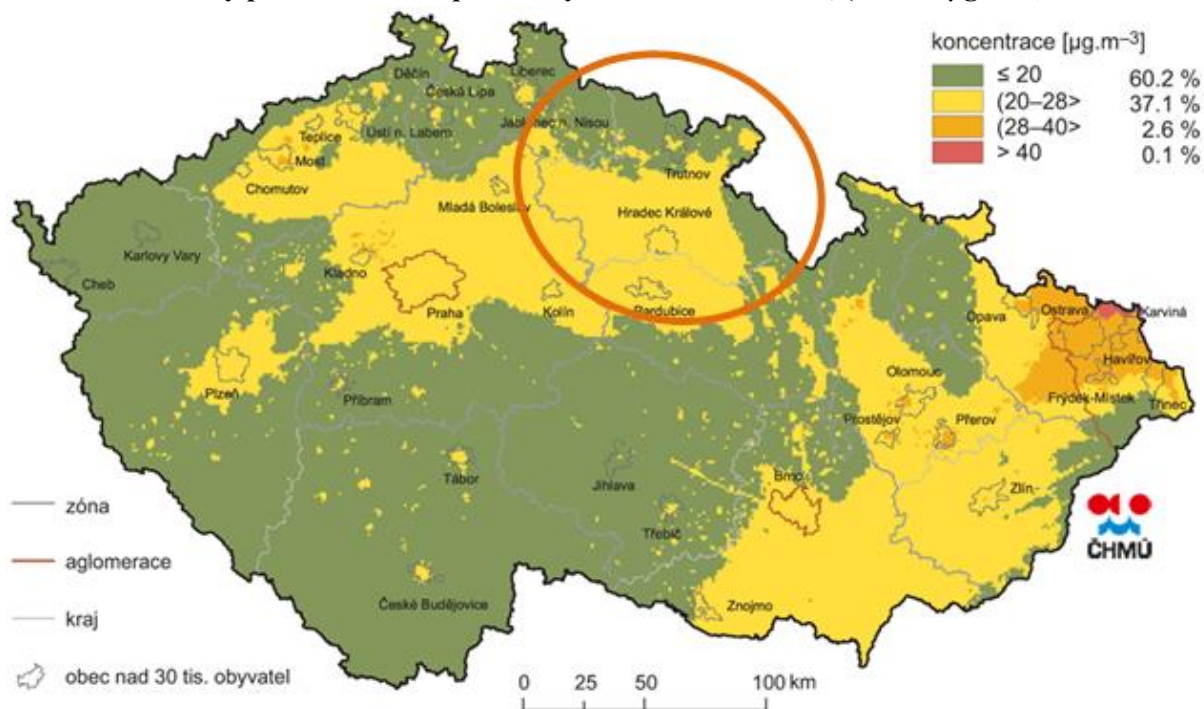 koncentrace [µg.m⁻³]
≤ 20 60.2 %
(20–28> 37.1 %
(28–40> 2.6 %
> 40 0.1 %
Děčín
Liberec
Česká Lípa
Jablonec n. Nisou
Teplice
Ústí n. Labem
Most
Chomutov
Trutnov
Mladá Boleslav
Hradec Králové
Karlovy Vary
Cheb
Kladno
Praha
Kolín
Pardubice
Opava
Ostrava
Karviná
Havířov
Plzeň
Příbram
Olomouc
Frýdek-Místek
Třinec
Prostějov
Přerov
Tábor
Jihlava
Brno
Zlín
Třebíč
České Budějovice
Znojmo
ČHMÚ
zóna
aglomerace
kraj
obec nad 30 tis. obyvatel
0 25 50 100 km